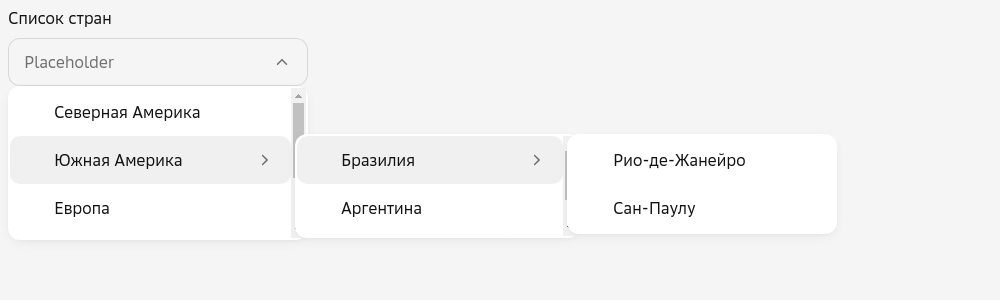 Список стран
Placeholder
Северная Америка
Южная Америка
Бразилия
Рио-де-Жанейро
Европа
Аргентина
Сан-Паулу